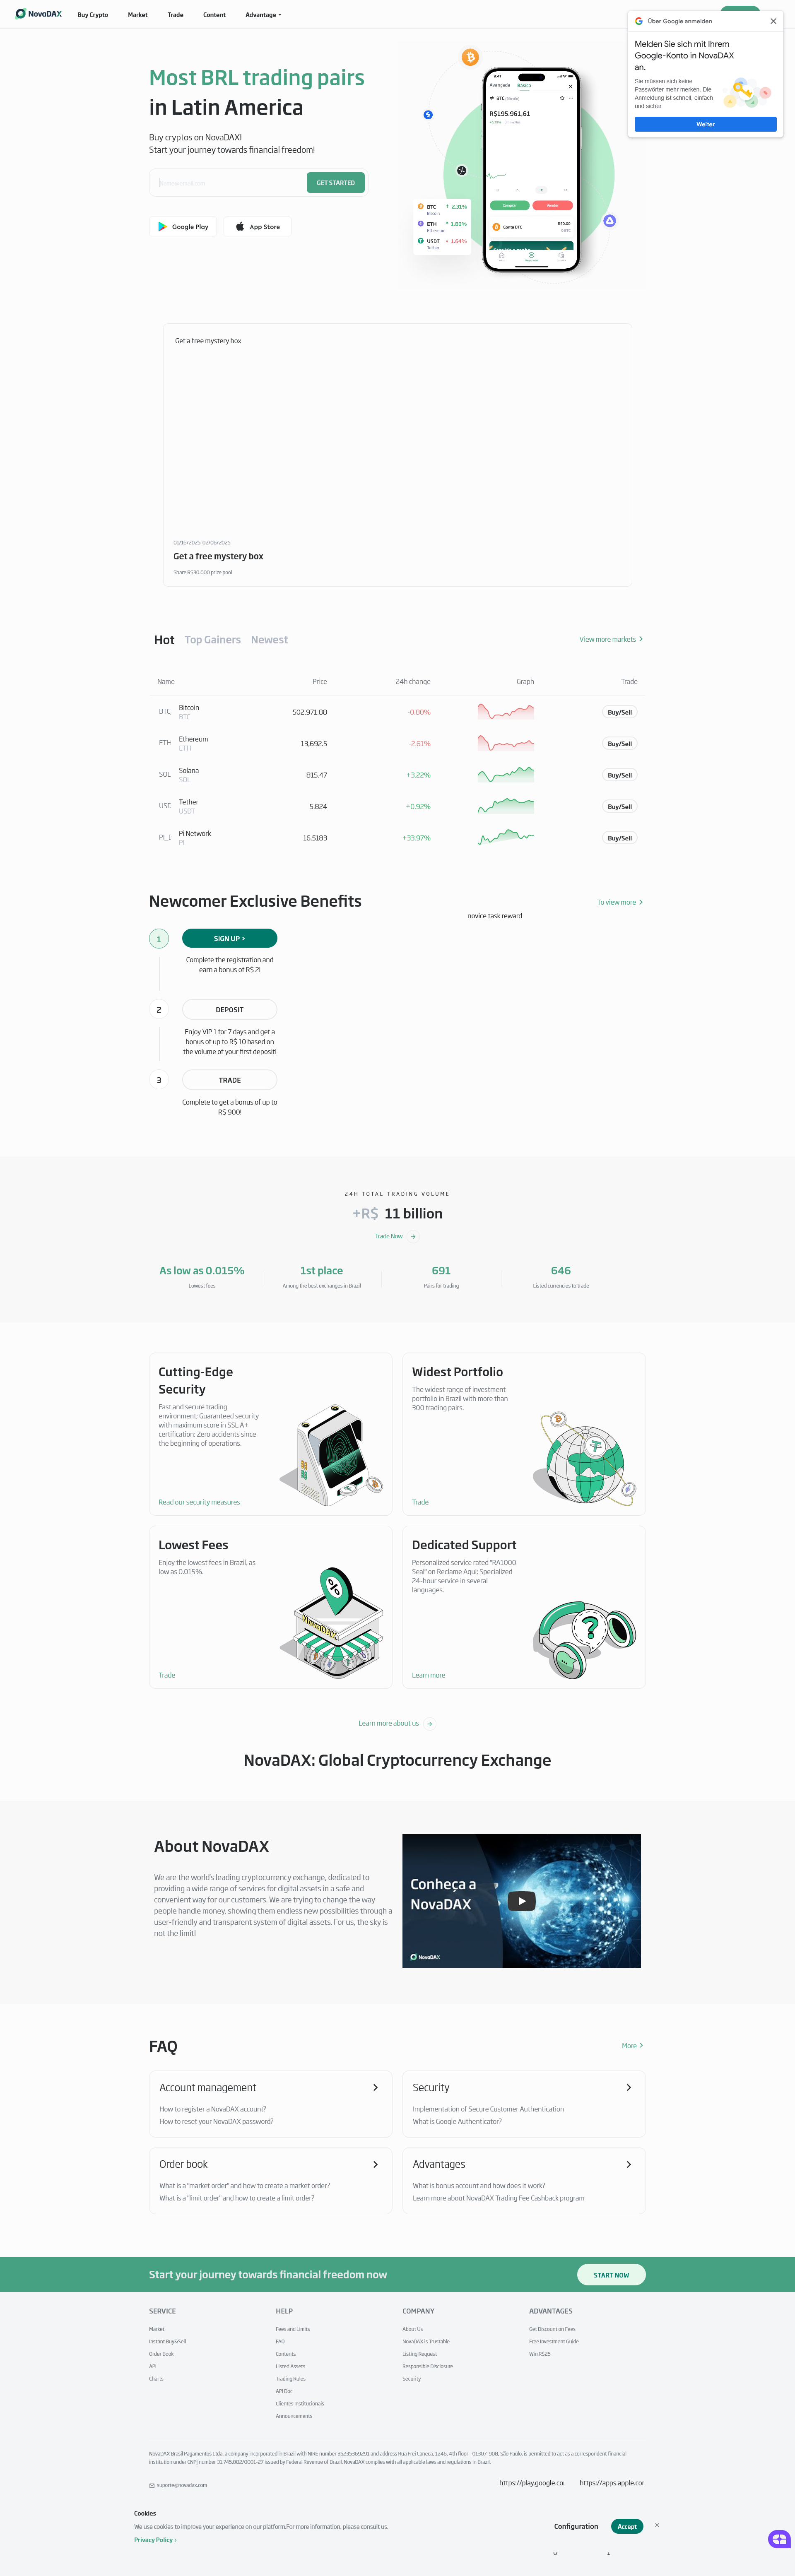 NovaDAX
Buy Crypto
Market
Trade
Content
Advantage
Über Google anmelden
Melden Sie sich mit Ihrem
Google-Konto in NovaDAX
an.
Sie müssen sich keine
Passwörter mehr merken. Die
Anmeldung ist schnell, einfach
und sicher.
Weiter
Most BRL trading pairs
in Latin America
Buy cryptos on NovaDAX!
Start your journey towards financial freedom!
GET STARTED
Google Play
App Store
9:41
Avançada
Básica
BTC
R$195.961,61
Comprar
Vender
Conta BTC
R$0,00
BTC
Bitcoin
2.31%
ETH
Ethereum
1.89%
USDT
Tether
1.64%
Get a free mystery box
01/16/2025-02/06/2025
Get a free mystery box
Share R$30,000 prize pool
Hot
Top Gainers
Newest
View more markets
Name
Price
24h change
Graph
Trade
BTC
Bitcoin
BTC
502,971.88
-0.80%
Buy/Sell
ETH
Ethereum
ETH
13,692.5
-2.61%
Buy/Sell
SOL
Solana
SOL
815.47
+3.22%
Buy/Sell
USD
Tether
USDT
5.824
+0.92%
Buy/Sell
PI_I
Pi Network
PI
16.5183
+33.97%
Buy/Sell
Newcomer Exclusive Benefits
To view more
novice task reward
1
SIGN UP >
Complete the registration and
earn a bonus of R$ 2!
2
DEPOSIT
Enjoy VIP 1 for 7 days and get a
bonus of up to R$ 10 based on
the volume of your first deposit!
3
TRADE
Complete to get a bonus of up to
R$ 900!
24H TOTAL TRADING VOLUME
+R$ 11 billion
Trade Now
As low as 0.015%
Lowest fees
1st place
Among the best exchanges in Brazil
691
Pairs for trading
646
Listed currencies to trade
Cutting-Edge
Security
Fast and secure trading
environment; Guaranteed security
with maximum score in SSL A+
certification; Zero accidents since
the beginning of operations.
Read our security measures
Widest Portfolio
The widest range of investment
portfolio in Brazil with more than
300 trading pairs.
Trade
Lowest Fees
Enjoy the lowest fees in Brazil, as
low as 0.015%.
NovaDAX
Trade
Dedicated Support
Personalized service rated "RA1000
Seal" on Reclame Aqui; Specialized
24-hour service in several
languages.
Learn more
Learn more about us
NovaDAX: Global Cryptocurrency Exchange
About NovaDAX
We are the world's leading cryptocurrency exchange, dedicated to
providing a wide range of services for digital assets in a safe and
convenient way for our customers. We are trying to change the way
people handle money, showing them endless new possibilities through a
user-friendly and transparent system of digital assets. For us, the sky is
not the limit!
Conheça a
NovaDAX
NovaDAX
FAQ
More
Account management
How to register a NovaDAX account?
How to reset your NovaDAX password?
Security
Implementation of Secure Customer Authentication
What is Google Authenticator?
Order book
What is a "market order" and how to create a market order?
What is a "limit order" and how to create a limit order?
Advantages
What is bonus account and how does it work?
Learn more about NovaDAX Trading Fee Cashback program
Start your journey towards financial freedom now
START NOW
SERVICE
Market
Instant Buy&Sell
Order Book
API
Charts
HELP
Fees and Limits
FAQ
Contents
Listed Assets
Trading Rules
API Doc
Clientes Institucionais
Announcements
COMPANY
About Us
NovaDAX is Trustable
Listing Request
Responsible Disclosure
Security
ADVANTAGES
Get Discount on Fees
Free Investment Guide
Win R$25
NovaDAX Brasil Pagamentos Ltda, a company incorporated in Brazil with NIRE number 35235369291 and address Rua Frei Caneca, 1246, 4th floor - 01307-908, São Paulo, is permitted to act as a correspondent financial
institution under CNPJ number 31.745.002/0001-27 issued by Federal Revenue of Brazil. NovaDAX complies with all applicable laws and regulations in Brazil.
suporte@novadax.com
https://play.google.co
https://apps.apple.cor
Cookies
We use cookies to improve your experience on our platform.For more information, please consult us.
Privacy Policy ›
Configuration
Accept